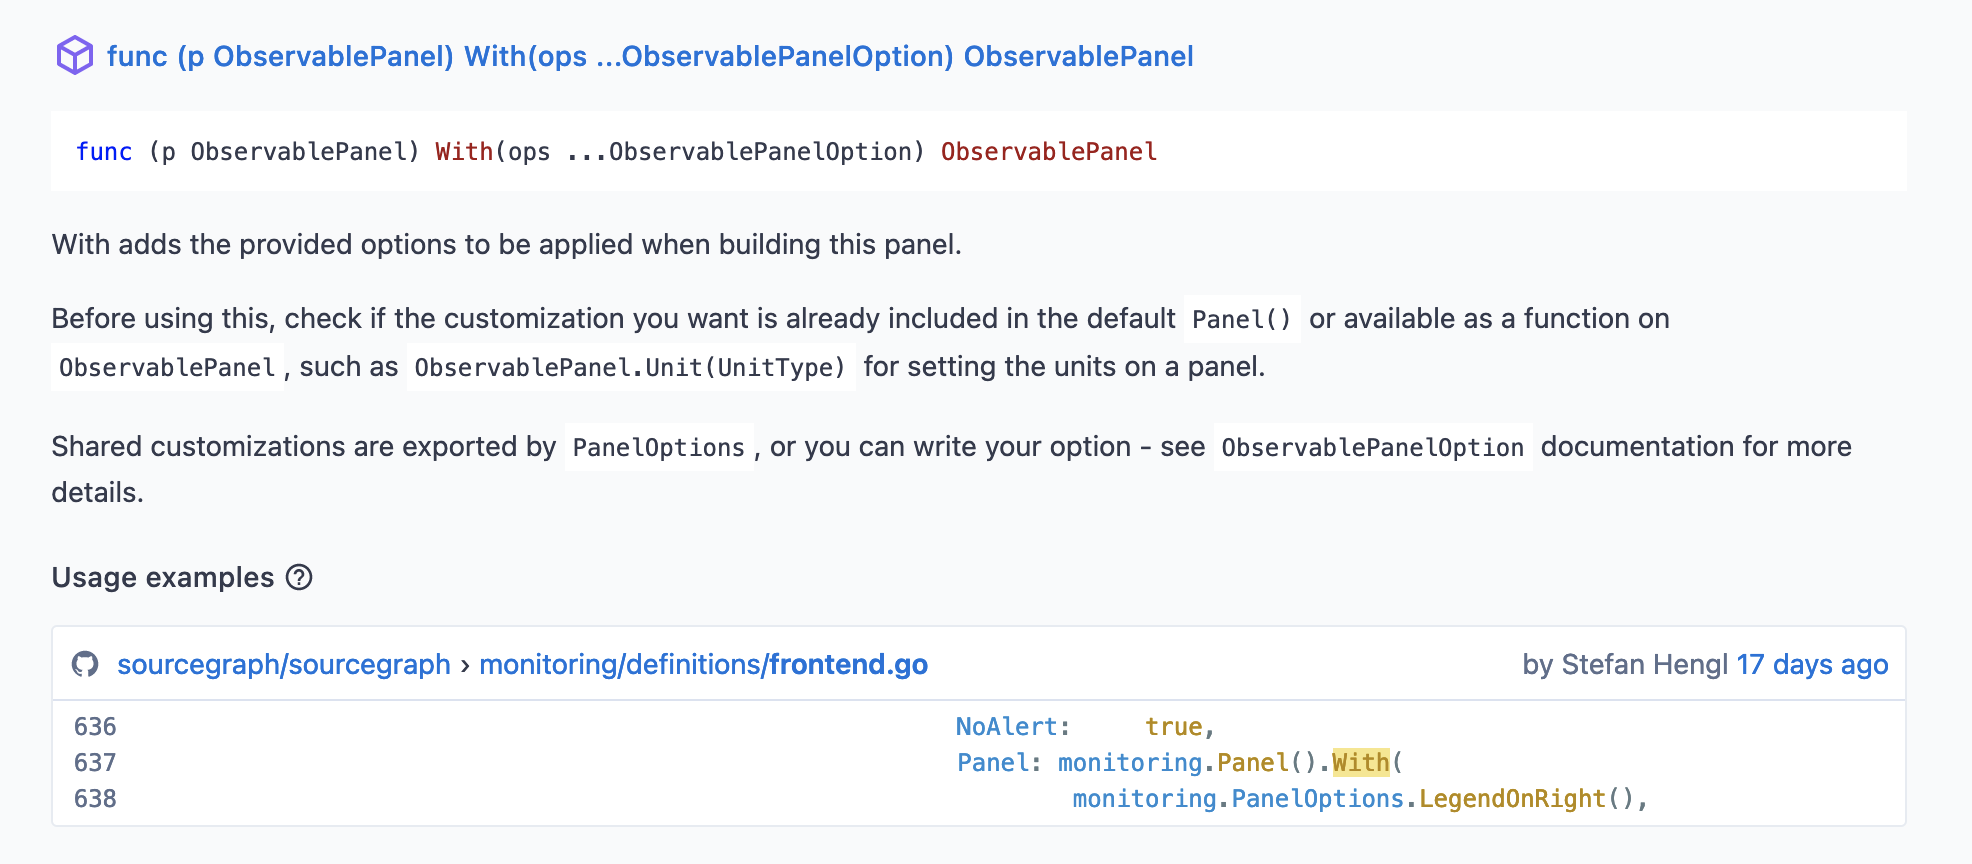 func (p ObservablePanel) With(ops ...ObservablePanelOption) ObservablePanel
func (p ObservablePanel) With(ops ...ObservablePanelOption) ObservablePanel
With adds the provided options to be applied when building this panel.
Before using this, check if the customization you want is already included in the default Panel() or available as a function on
ObservablePanel, such as ObservablePanel.Unit(UnitType) for setting the units on a panel.
Shared customizations are exported by PanelOptions, or you can write your option - see ObservablePanelOption documentation for more
details.
Usage examples ?
sourcegraph/sourcegraph › monitoring/definitions/frontend.go by Stefan Hengl 17 days ago
636 NoAlert: true,
637 Panel: monitoring.Panel().With(
638 monitoring.PanelOptions.LegendOnRight(),